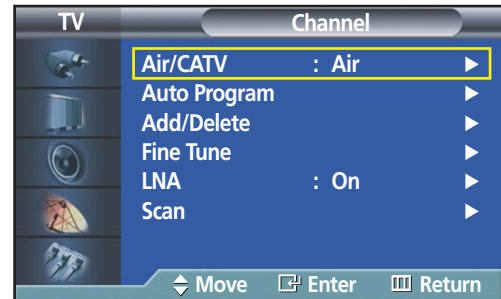 TV Channel
Air/CATV : Air
Auto Program
Add/Delete
Fine Tune
LNA : On
Scan
Move Enter Return